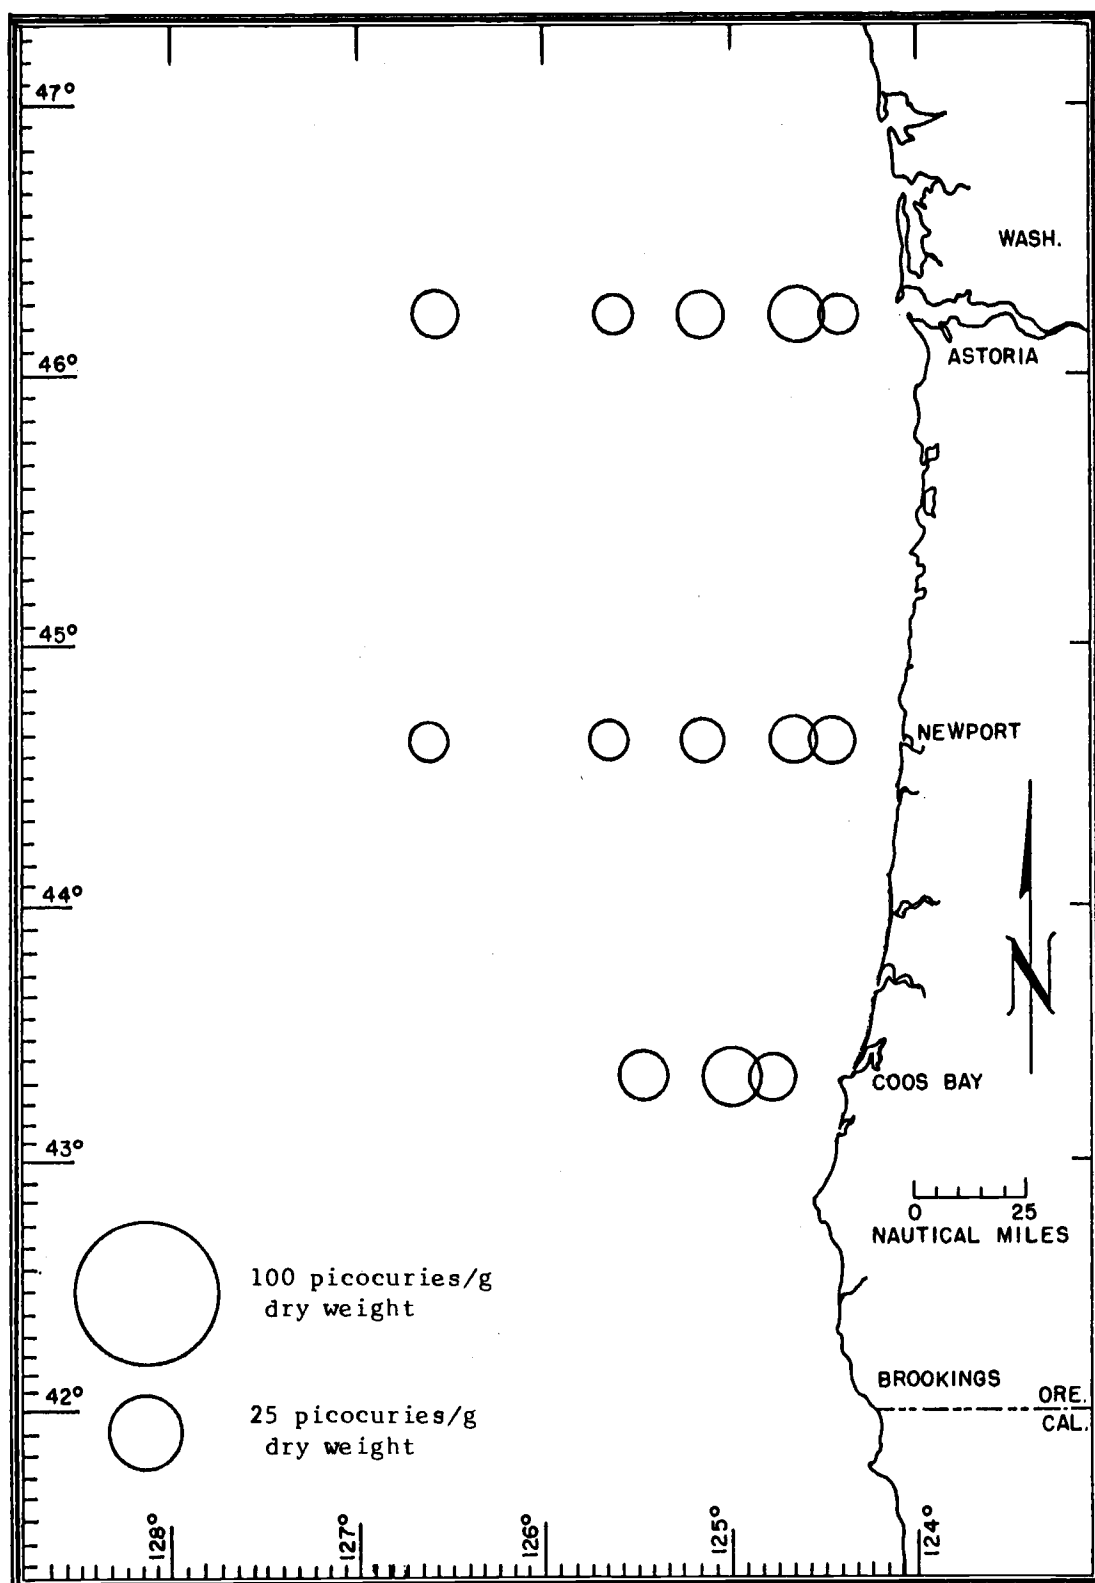 47°
WASH.
46°
ASTORIA
45°
NEWPORT
44°
N
COOS BAY
43°
0 25
NAUTICAL MILES
100 picocuries/g
dry weight
42°
BROOKINGS
ORE.
CAL.
25 picocuries/g
dry weight
128° 127° 126° 125° 124°